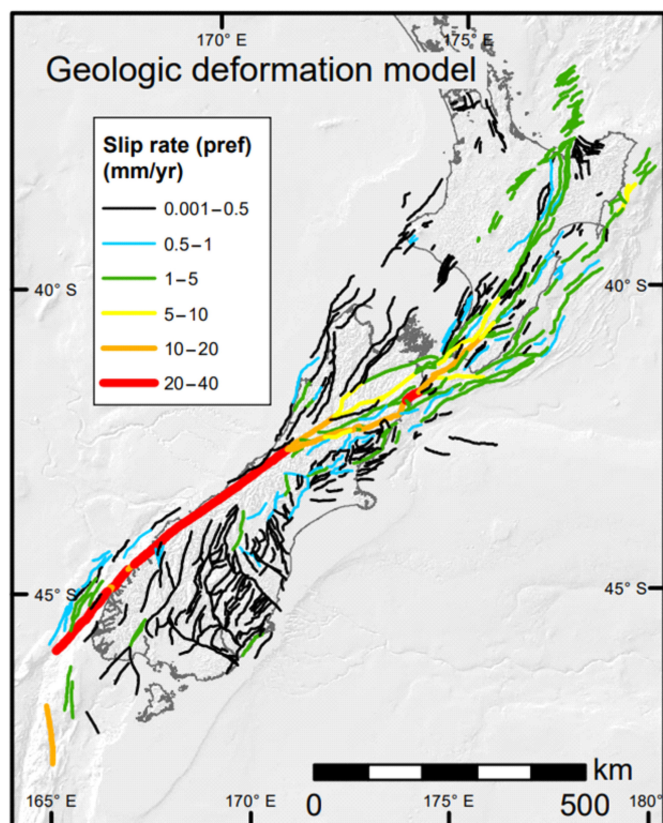 170° E 175° E
Geologic deformation model
Slip rate (pref)
(mm/yr)
0.001–0.5
0.5–1
1–5
5–10
10–20
20–40
40° S 40° S
45° S 45° S
km
165° E 170° E 0 175° E 500 180°